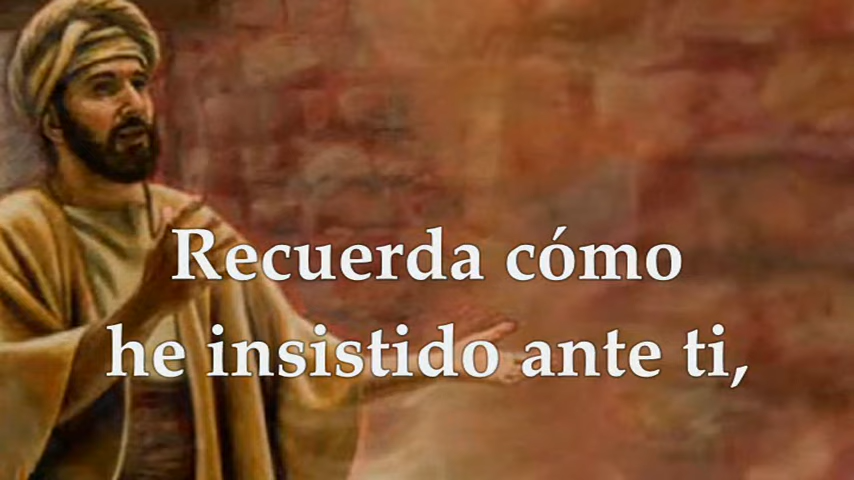 Recuerda cómo
he insistido ante ti,